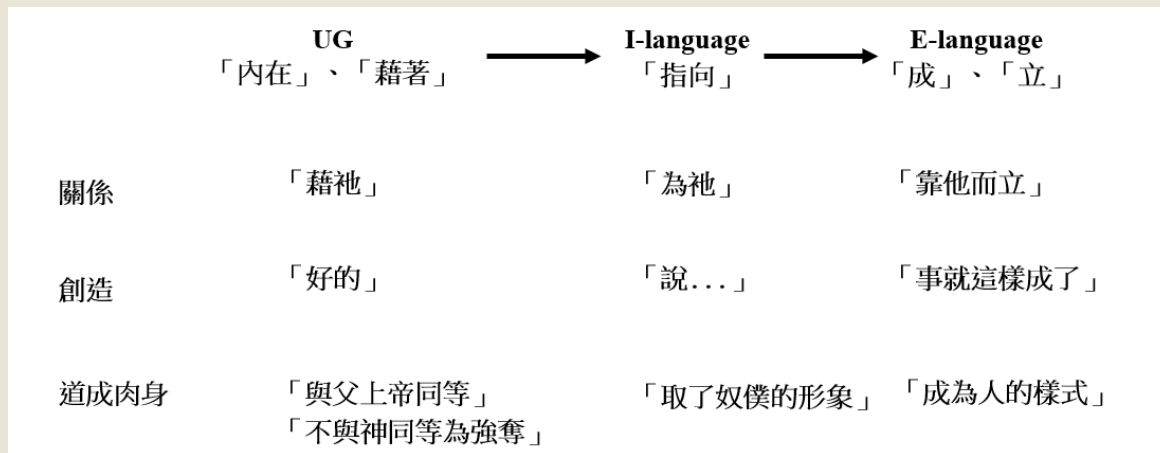 UG
I-language
E-language
「內在」、「藉著」
「指向」
「成」、「立」
關係
「藉祂」
「為祂」
「靠他而立」
創造
「好的」
「說...」
「事就這樣成了」
道成肉身
「與父上帝同等」
「不與神同等為強奪」
「取了奴僕的形象」
「成為人的樣式」